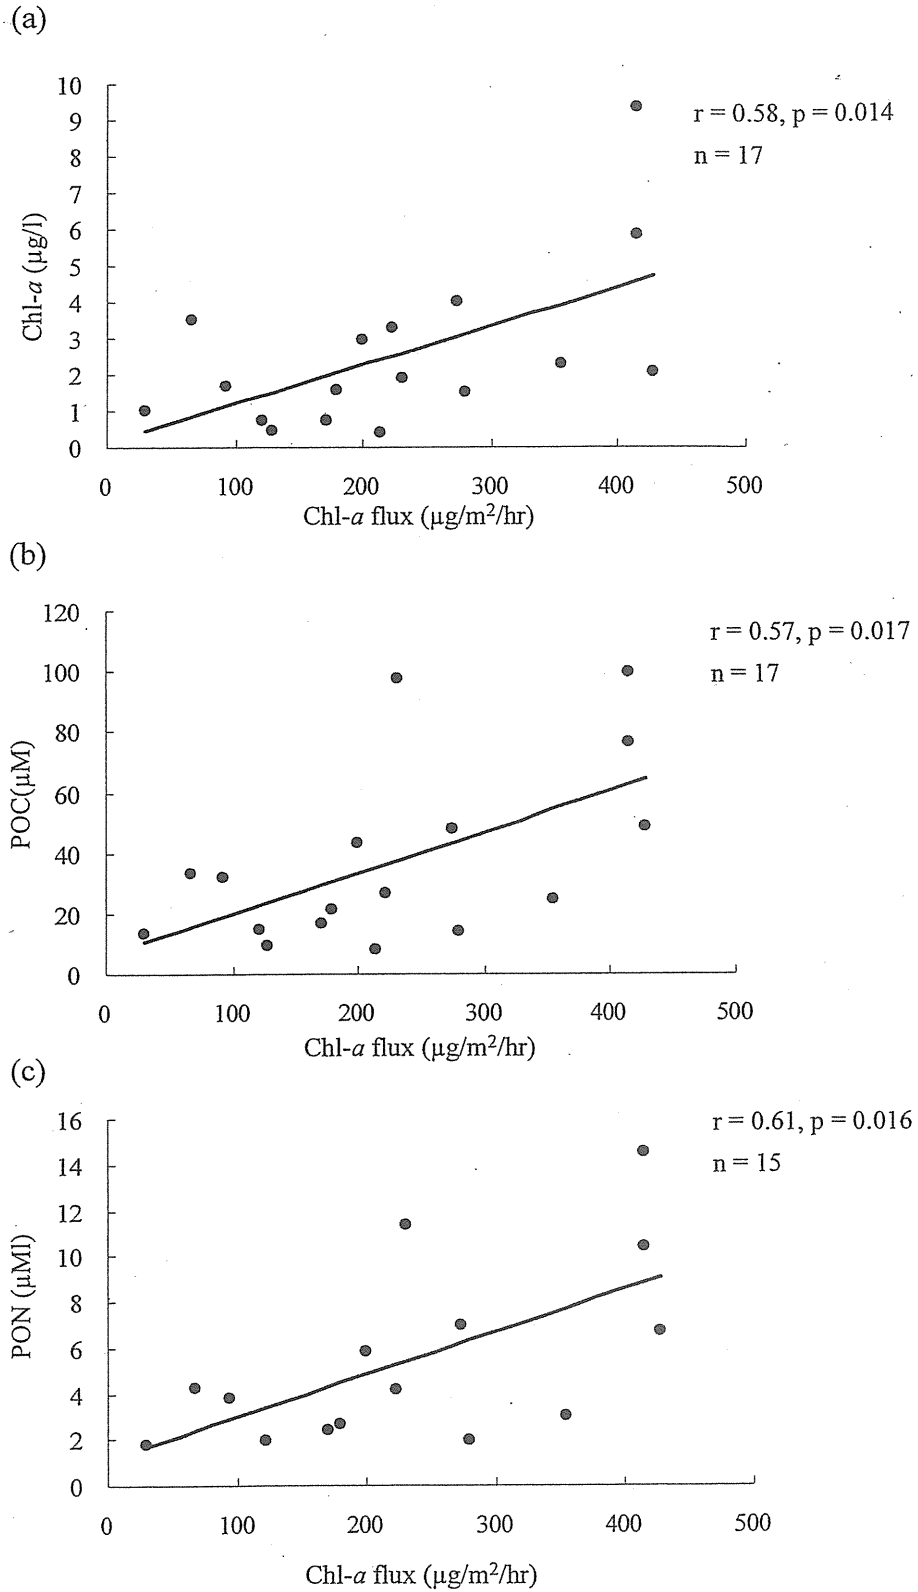 (a)
10
9
8
7
6
5
4
3
2
1
0
Chl-a (µg/l)
r = 0.58, p = 0.014
n = 17
0 100 200 300 400 500
Chl-a flux (µg/m²/hr)
(b)
120
100
80
60
40
20
0
POC(µM)
r = 0.57, p = 0.017
n = 17
0 100 200 300 400 500
Chl-a flux (µg/m²/hr)
(c)
16
14
12
10
8
6
4
2
0
PON (µMl)
r = 0.61, p = 0.016
n = 15
0 100 200 300 400 500
Chl-a flux (µg/m²/hr)